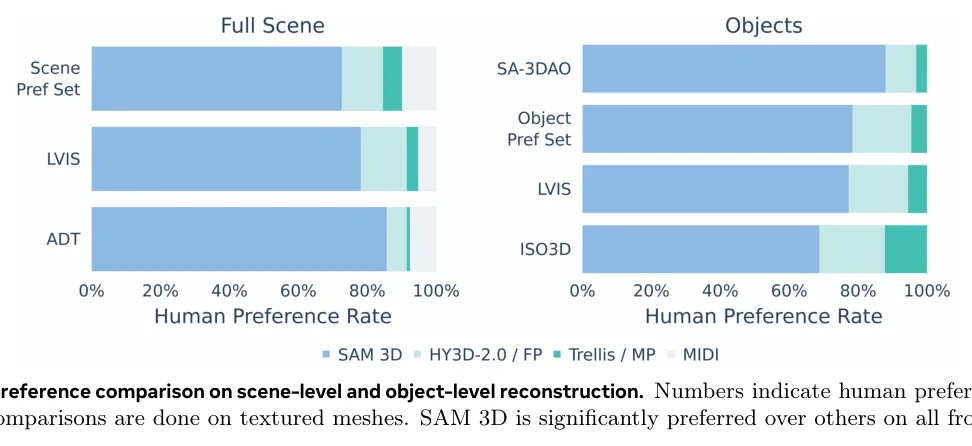 Full Scene
Scene
Pref Set
LVIS
ADT
0% 20% 40% 60% 80% 100%
Human Preference Rate
Objects
SA-3DAO
Object
Pref Set
LVIS
ISO3D
0% 20% 40% 60% 80% 100%
Human Preference Rate
SAM 3D HY3D-2.0 / FP Trellis / MP MIDI
reference comparison on scene-level and object-level reconstruction. Numbers indicate human prefer
omparisons are done on textured meshes. SAM 3D is significantly preferred over others on all fro